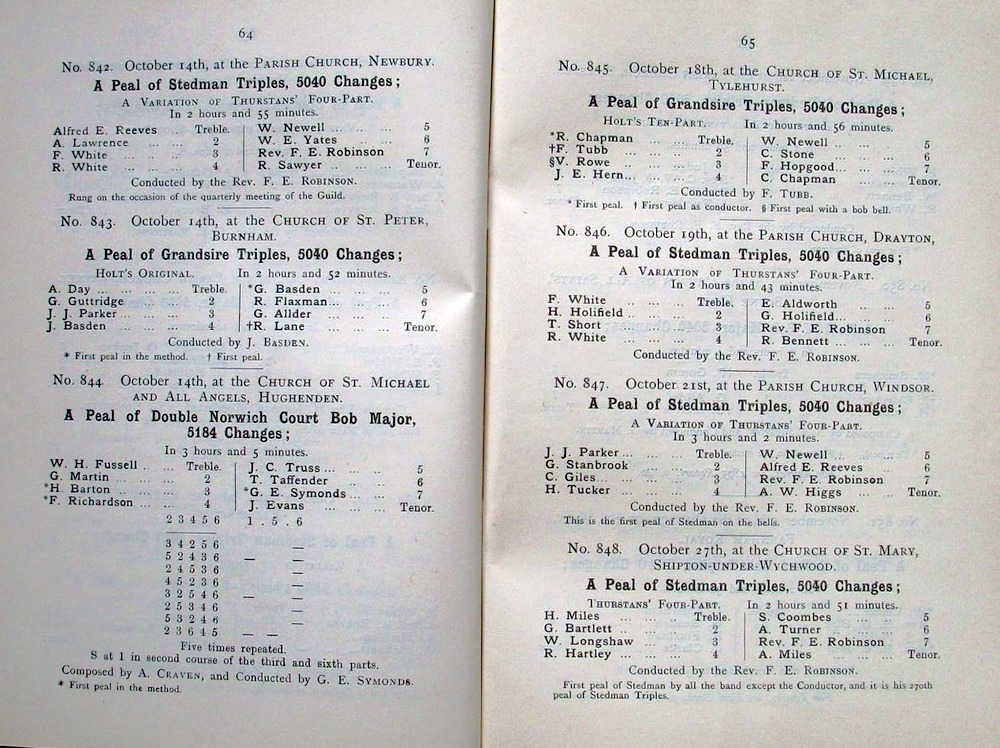 64
No. 842. October 14th, at the Parish Church, Newbury.
A Peal of Stedman Triples, 5040 Changes;
A Variation of Thurstans' Four-Part.
In 2 hours and 55 minutes.
Alfred E. Reeves Treble. W. Newell ... ... 5
A. Lawrence ... ... 2 W. E. Yates ... ... 6
F. White ... ... 3 Rev. F. E. Robinson 7
R. White ... ... 4 R. Sawyer ... ... Tenor.
Conducted by the Rev. F. E. Robinson.
Rung on the occasion of the quarterly meeting of the Guild.
No. 843. October 14th, at the Church of St. Peter,
Burnham.
A Peal of Grandsire Triples, 5040 Changes;
Holt's Original. In 2 hours and 52 minutes.
A. Day ... ... Treble. *G. Basden ... ... 5
G. Guttridge ... 2 R. Flaxman ... ... 6
J. J. Parker ... ... 3 G. Allder ... ... 7
J. Basden ... ... 4 †R. Lane ... ... Tenor.
Conducted by J. Basden.
* First peal in the method. † First peal.
No. 844. October 14th, at the Church of St. Michael
and All Angels, Hughenden.
A Peal of Double Norwich Court Bob Major,
5184 Changes;
In 3 hours and 5 minutes.
W. H. Fussell ... ... Treble. J. C. Truss ... ... 5
G. Martin ... ... 2 T. Taffender ... 6
*H. Barton ... ... 3 *G. E. Symonds ... 7
*F. Richardson ... ... 4 J. Evans ... ... Tenor.
2 3 4 5 6 1 . 5 . 6
3 4 2 5 6 —
5 2 4 3 6 — —
2 4 5 3 6 —
4 5 2 3 6 —
3 2 5 4 6 — —
2 5 3 4 6 —
5 3 2 4 6 —
2 3 6 4 5 — —
Five times repeated.
S at 1 in second course of the third and sixth parts.
Composed by A. Craven, and Conducted by G. E. Symonds.
* First peal in the method.
65
No. 845. October 18th, at the Church of St. Michael,
Tylehurst.
A Peal of Grandsire Triples, 5040 Changes;
Holt's Ten-Part. In 2 hours and 56 minutes.
*R. Chapman ... ... Treble. W. Newell ... ... 5
†F. Tubb ... ... 2 C. Stone ... ... 6
§V. Rowe ... ... 3 F. Hopgood ... ... 7
J. E. Hern ... ... 4 C. Chapman ... ... Tenor.
Conducted by F. Tubb.
* First peal. † First peal as conductor. § First peal with a bob bell.
No. 846. October 19th, at the Parish Church, Drayton,
A Peal of Stedman Triples, 5040 Changes;
A Variation of Thurstans' Four-Part.
In 2 hours and 43 minutes.
F. White ... ... Treble. E. Aldworth 5
H. Holifield ... ... 2 G. Holifield ... ... 6
T. Short ... ... 3 Rev. F. E. Robinson 7
R. White ... ... 4 R. Bennett ... ... Tenor.
Conducted by the Rev. F. E. Robinson.
No. 847. October 21st, at the Parish Church, Windsor.
A Peal of Stedman Triples, 5040 Changes;
A Variation of Thurstans' Four-Part.
In 3 hours and 2 minutes.
J. J. Parker ... ... Treble. W. Newell ... ... 5
G. Stanbrook ... 2 Alfred E. Reeves ... 6
C. Giles ... ... 3 Rev. F. E. Robinson 7
H. Tucker ... ... 4 A. W. Higgs ... ... Tenor.
Conducted by the Rev. F. E. Robinson.
This is the first peal of Stedman on the bells.
No. 848. October 27th, at the Church of St. Mary,
Shipton-under-Wychwood.
A Peal of Stedman Triples, 5040 Changes;
Thurstans' Four-Part. In 2 hours and 51 minutes.
H. Miles ... ... Treble. S. Coombes ... ... 5
G. Bartlett ... ... 2 A. Turner ... ... 6
W. Longshaw ... 3 Rev. F. E. Robinson 7
R. Hartley ... ... 4 A. Miles ... ... Tenor.
Conducted by the Rev. F. E. Robinson.
First peal of Stedman by all the band except the Conductor, and it is his 270th
peal of Stedman Triples.